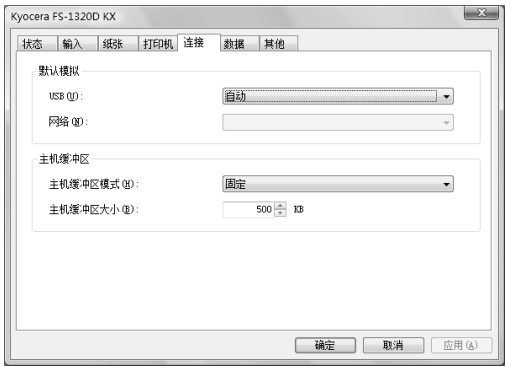 Kyocera FS-1320D KX
状态 输入 纸张 打印机 连接 数据 其他
默认模拟
USB(U): 自动
网络(N):
主机缓冲区
主机缓冲区模式(H): 固定
主机缓冲区大小(B): 500 KB
确定 取消 应用(A)